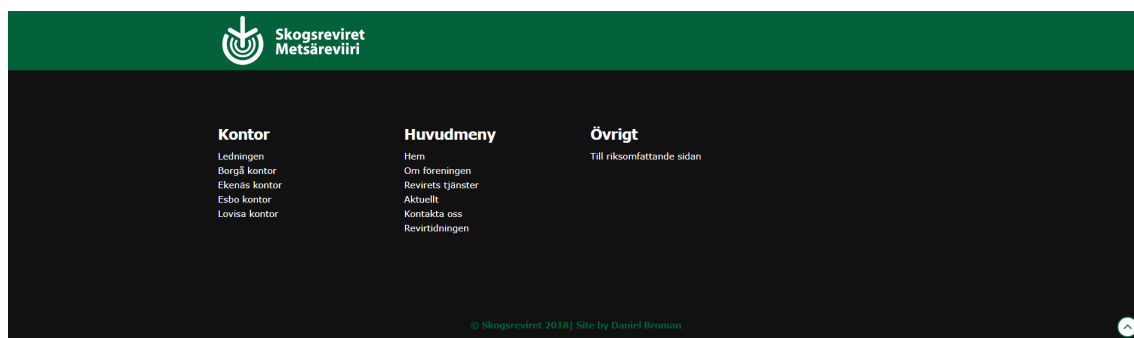 Skogsreviret
Metsäreviiri
Kontor
Ledningen
Borgå kontor
Ekenäs kontor
Esbo kontor
Lovisa kontor
Huvudmeny
Hem
Om föreningen
Revirets tjänster
Aktuellt
Kontakta oss
Revirtidningen
Övrigt
Till riksomfattande sidan
© Skogsreviret 2018| Site by Daniel Broman